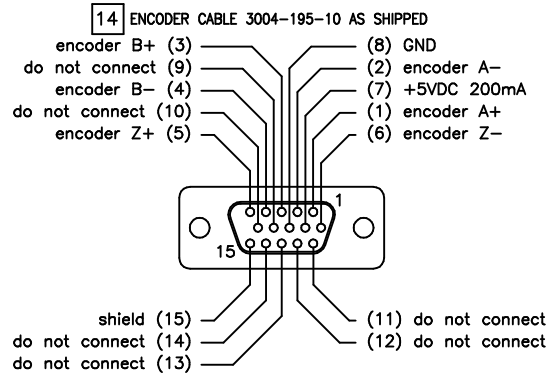 14 ENCODER CABLE 3004-195-10 AS SHIPPED
encoder B+ (3)
do not connect (9)
encoder B- (4)
do not connect (10)
encoder Z+ (5)
(8) GND
(2) encoder A-
(7) +5VDC 200mA
(1) encoder A+
(6) encoder Z-
1
15
shield (15)
do not connect (14)
do not connect (13)
(11) do not connect
(12) do not connect